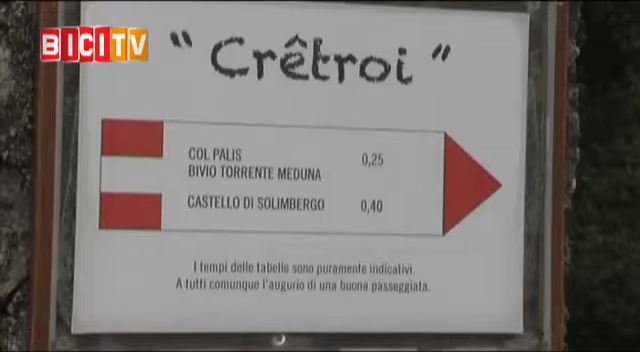 BICITV
" Crêtroi "
COL PALIS 0,25
BIVIO TORRENTE MEDUNA
CASTELLO DI SOLIMBERGO 0,40
I tempi delle tabelle sono puramente indicativi.
A tutti comunque l'augurio di una buona passeggiata.